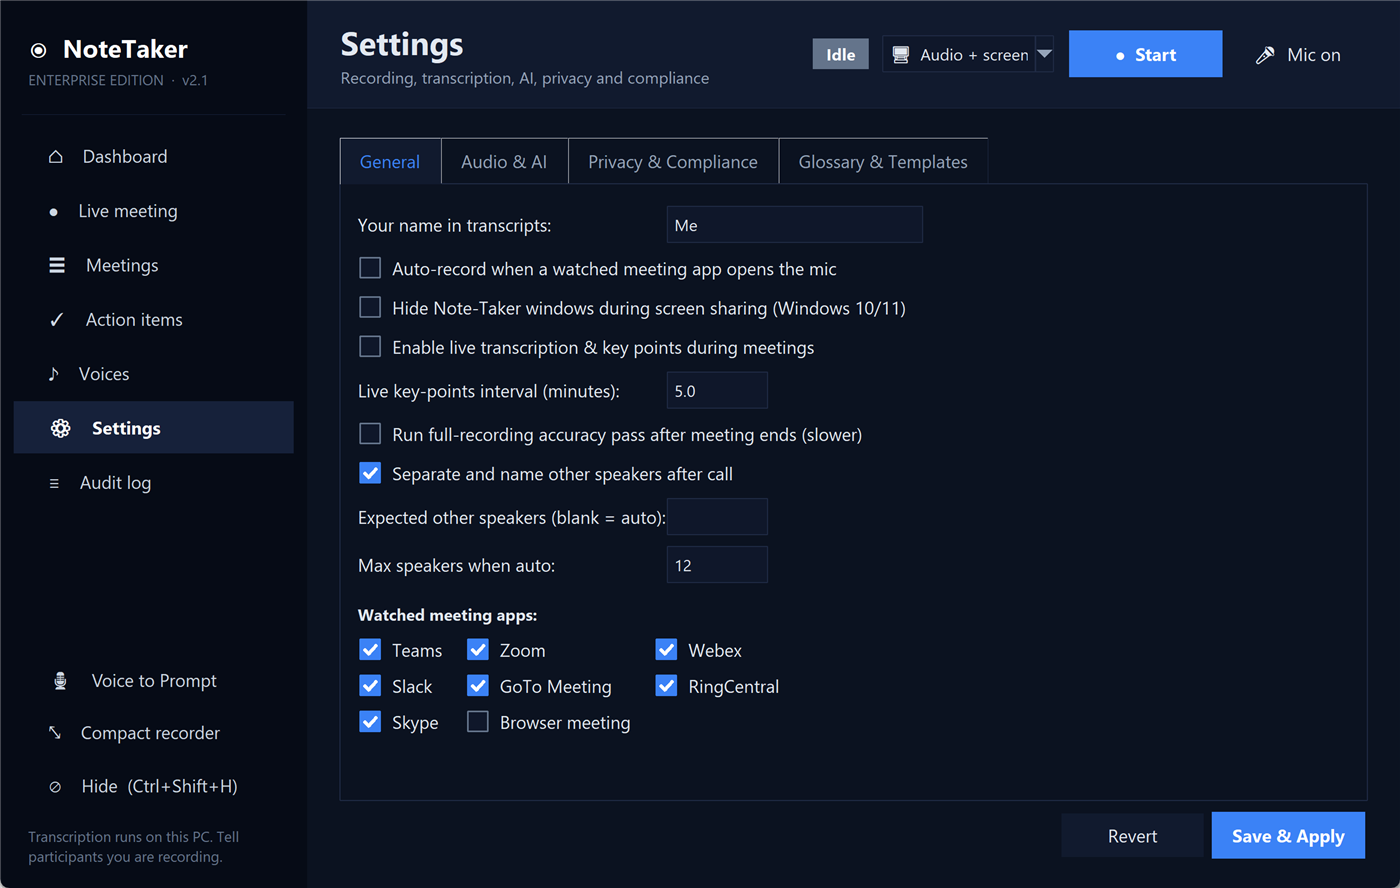 NoteTaker
ENTERPRISE EDITION · v2.1
Dashboard
Live meeting
Meetings
Action items
Voices
Settings
Audit log
Voice to Prompt
Compact recorder
Hide (Ctrl+Shift+H)
Transcription runs on this PC. Tell
participants you are recording.
Settings
Recording, transcription, AI, privacy and compliance
Idle
Audio + screen
Start
Mic on
General
Audio & AI
Privacy & Compliance
Glossary & Templates
Your name in transcripts: Me
Auto-record when a watched meeting app opens the mic
Hide Note-Taker windows during screen sharing (Windows 10/11)
Enable live transcription & key points during meetings
Live key-points interval (minutes): 5.0
Run full-recording accuracy pass after meeting ends (slower)
Separate and name other speakers after call
Expected other speakers (blank = auto):
Max speakers when auto: 12
Watched meeting apps:
Teams Zoom Webex
Slack GoTo Meeting RingCentral
Skype Browser meeting
Revert
Save & Apply